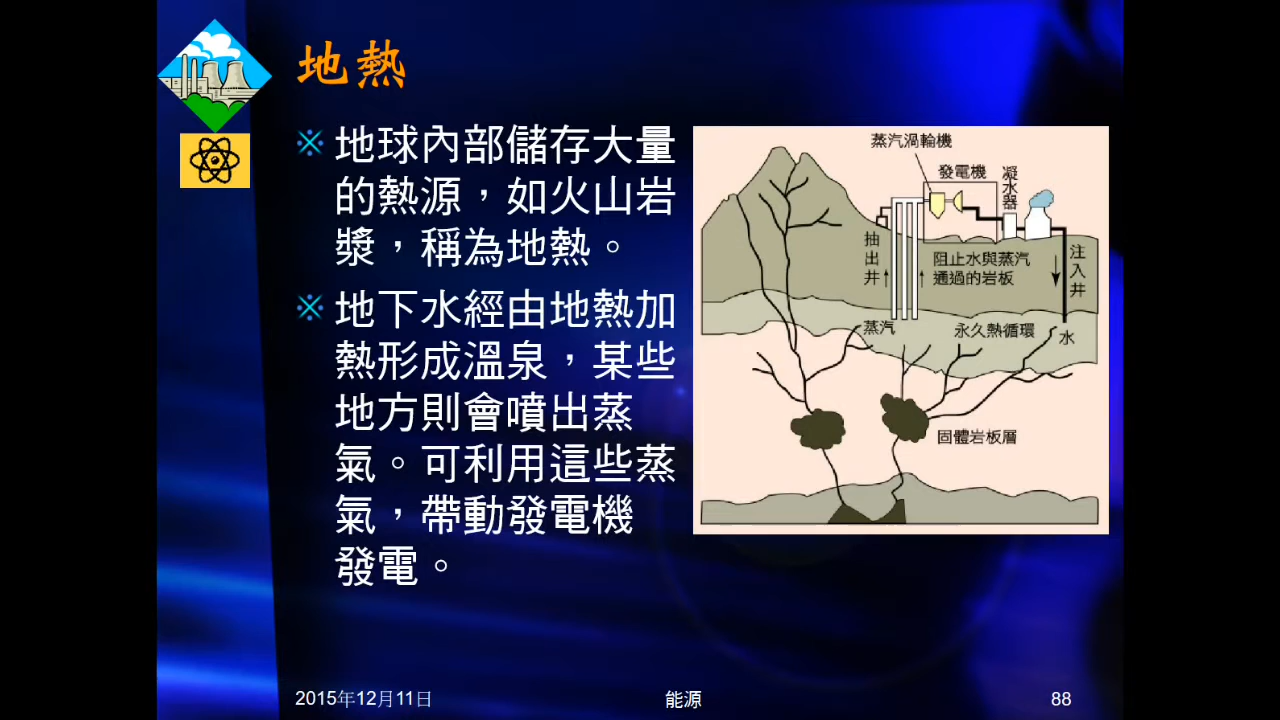 地熱
※ 地球內部儲存大量
的熱源，如火山岩
漿，稱為地熱。
※ 地下水經由地熱加
熱形成溫泉，某些
地方則會噴出蒸
氣。可利用這些蒸
氣，帶動發電機
發電。
蒸汽渦輪機
發電機
凝水器
抽出井
阻止水與蒸汽
通過的岩板
注入井
蒸汽
永久熱循環
水
固體岩板層
2015年12月11日
能源
88